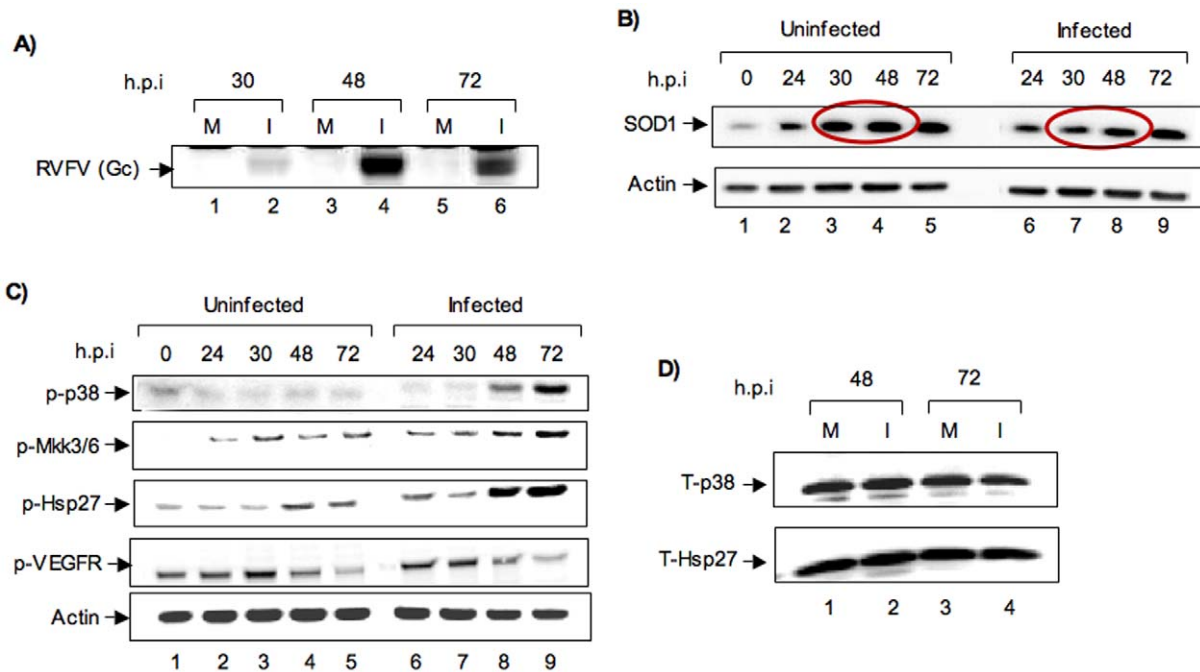 A)
h.p.i 30 48 72
M I M I M I
RVFV (Gc)
1 2 3 4 5 6
B)
Uninfected Infected
h.p.i 0 24 30 48 72 24 30 48 72
SOD1
Actin
1 2 3 4 5 6 7 8 9
C)
Uninfected Infected
h.p.i 0 24 30 48 72 24 30 48 72
p-p38
p-Mkk3/6
p-Hsp27
p-VEGFR
Actin
1 2 3 4 5 6 7 8 9
D)
h.p.i 48 72
M I M I
T-p38
T-Hsp27
1 2 3 4